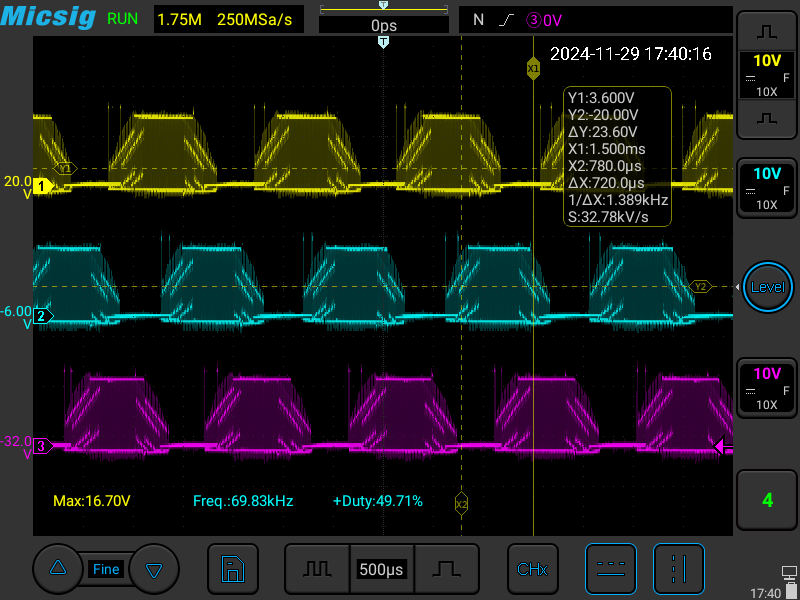 Micsig RUN 1.75M 250MSa/s 0ps N 3 0V
T
2024-11-29 17:40:16
X1
10V
F
10X
Y1:3.600V
Y2:-20.00V
ΔY:23.60V
X1:1.500ms
X2:780.0μs
ΔX:720.0μs
1/ΔX:1.389kHz
S:32.78kV/s
Y1
20.0 V 1
10V
F
10X
Y2
Level
-6.00 V 2
10V
F
10X
-32.0 V 3
Max:16.70V Freq.:69.83kHz +Duty:49.71%
X2
4
Fine 500μs CHx
17:40